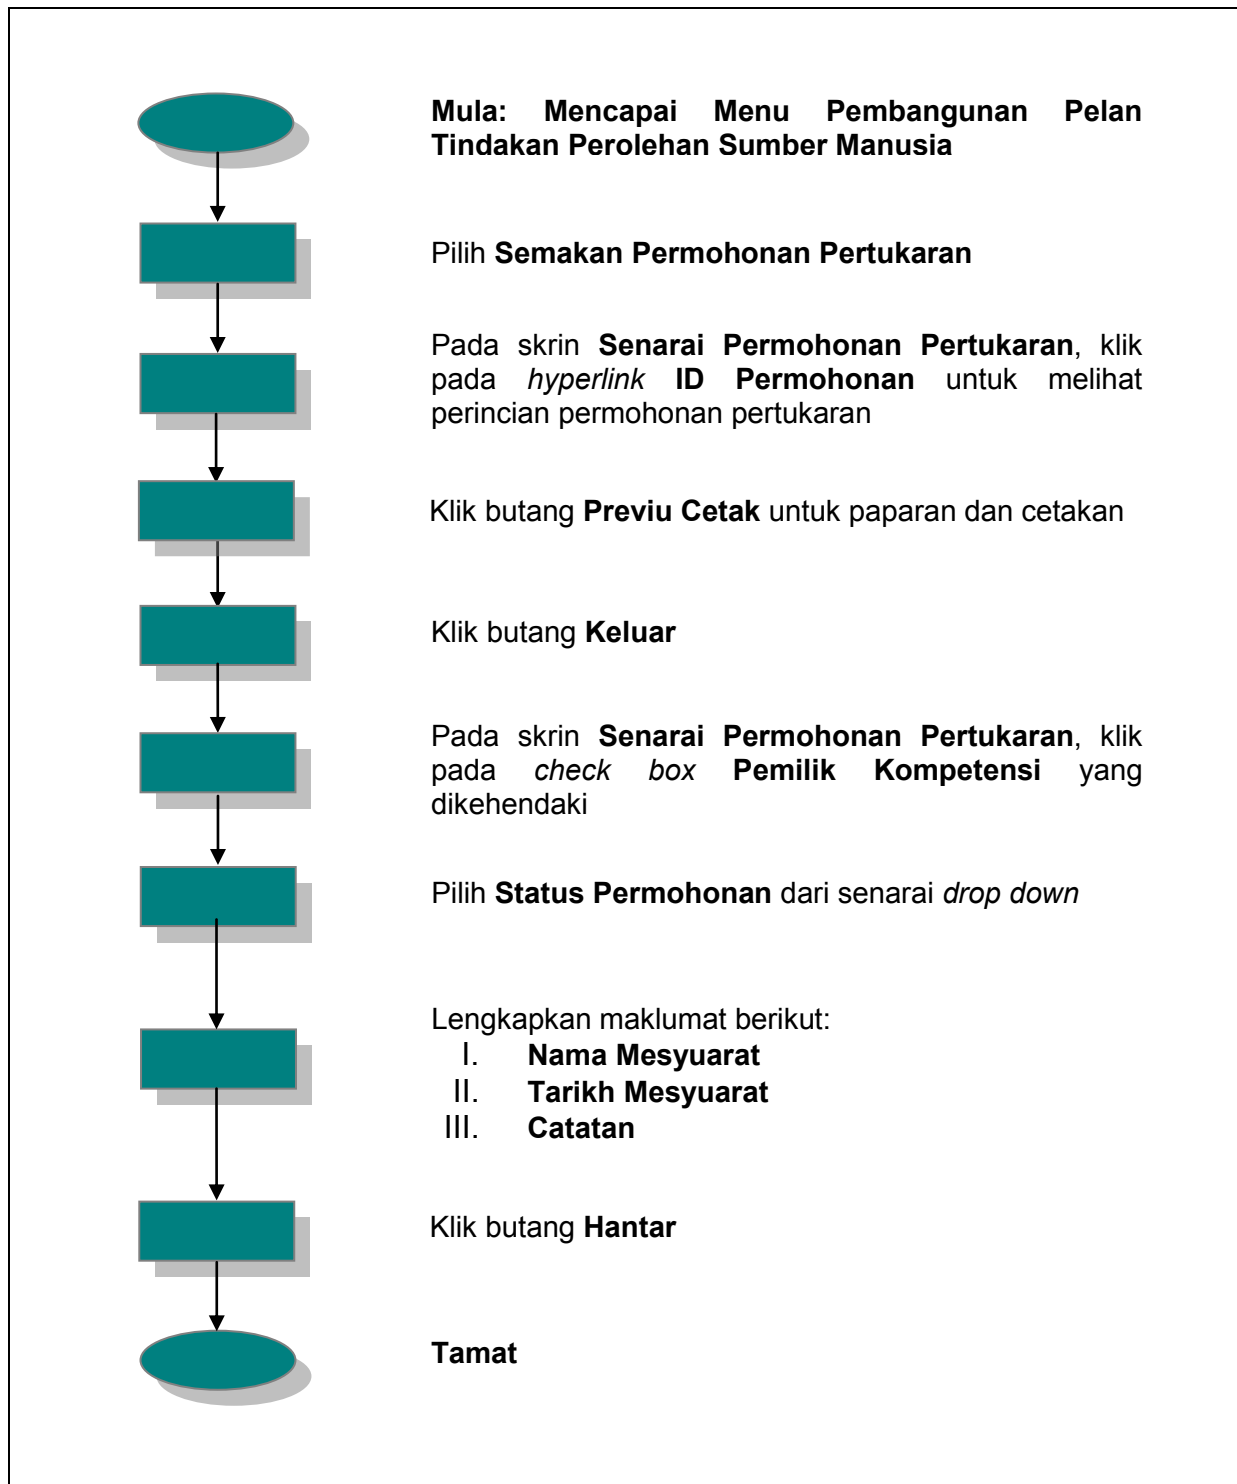 Mula: Mencapai Menu Pembangunan Pelan
Tindakan Perolehan Sumber Manusia
Pilih Semakan Permohonan Pertukaran
Pada skrin Senarai Permohonan Pertukaran, klik
pada hyperlink ID Permohonan untuk melihat
perincian permohonan pertukaran
Klik butang Previu Cetak untuk paparan dan cetakan
Klik butang Keluar
Pada skrin Senarai Permohonan Pertukaran, klik
pada check box Pemilik Kompetensi yang
dikehendaki
Pilih Status Permohonan dari senarai drop down
Lengkapkan maklumat berikut:
I. Nama Mesyuarat
II. Tarikh Mesyuarat
III. Catatan
Klik butang Hantar
Tamat